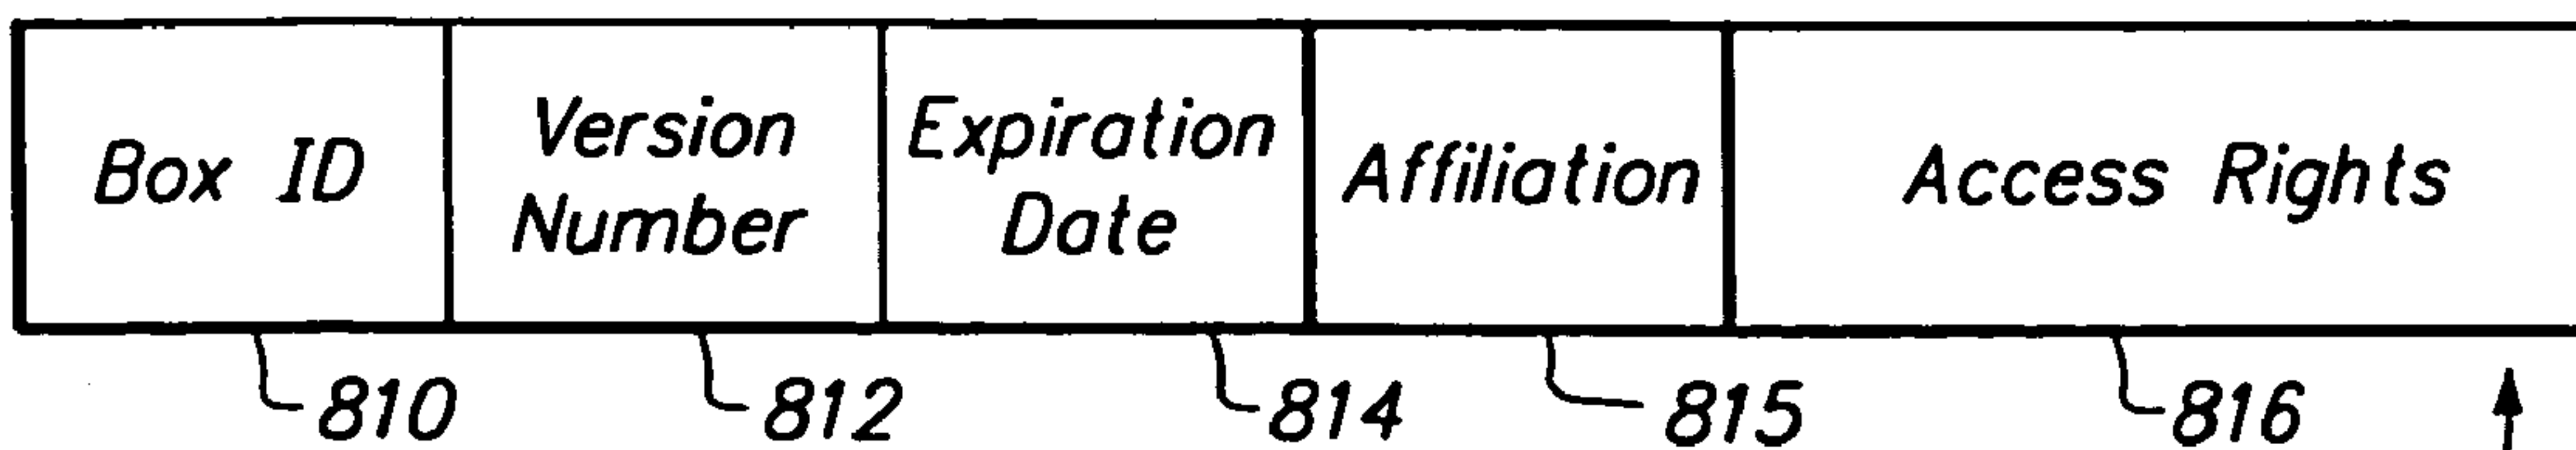 Box ID
Version
Number
Expiration
Date
Affiliation
Access Rights
810
812
814
815
816